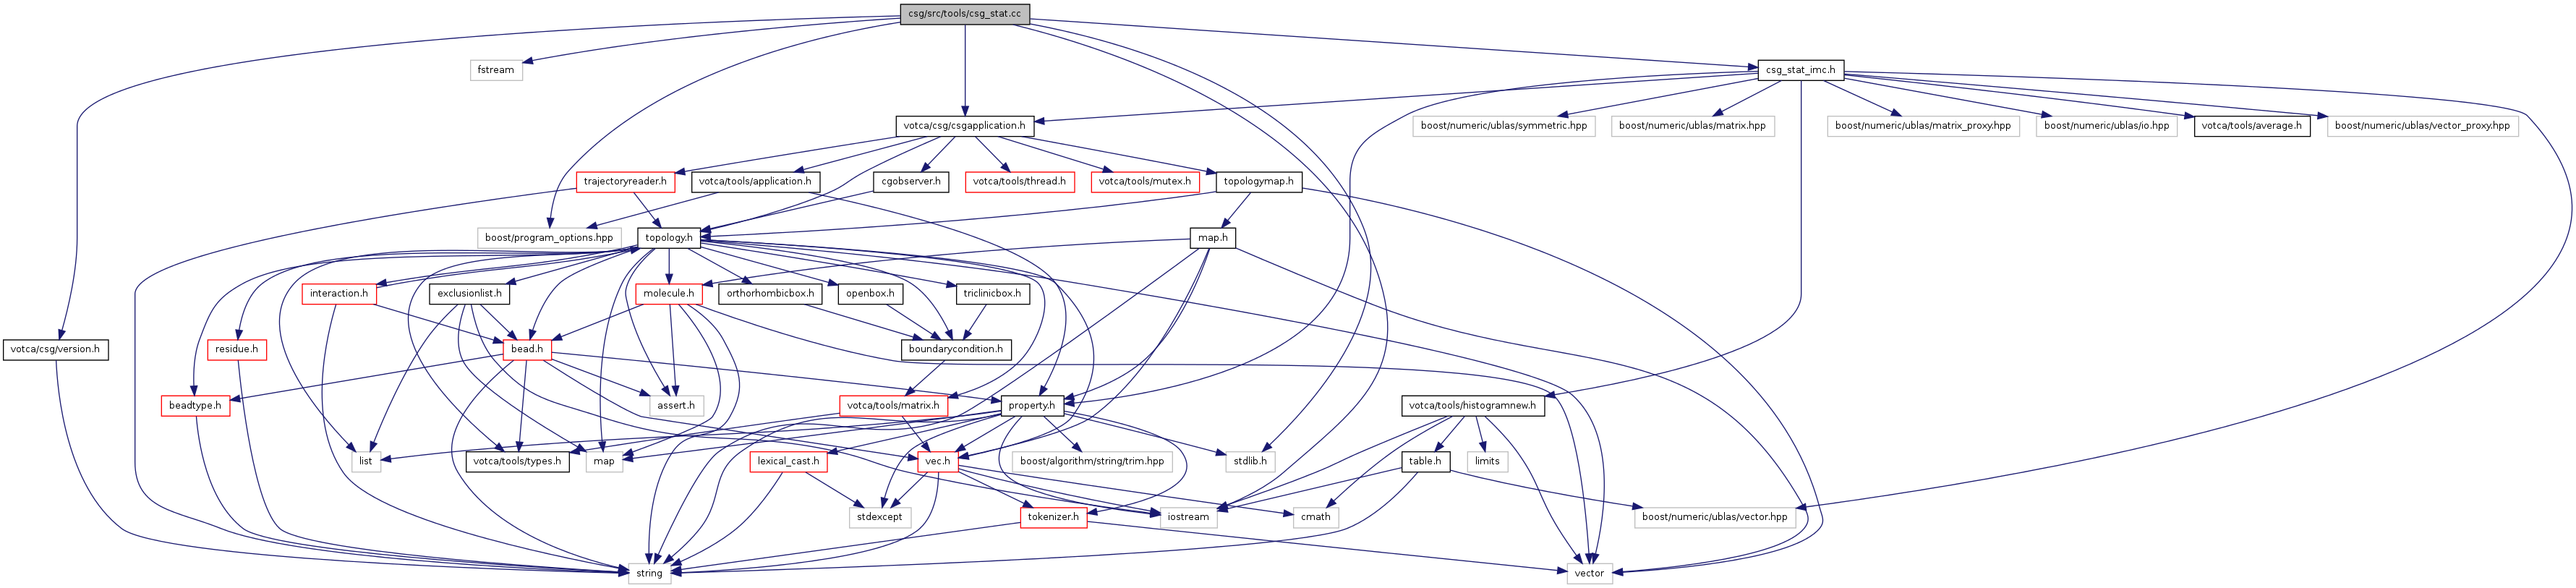 csg/src/tools/csg_stat.cc
fstream
csg_stat_imc.h
votca/csg/csgapplication.h
boost/numeric/ublas/symmetric.hpp
boost/numeric/ublas/matrix.hpp
boost/numeric/ublas/matrix_proxy.hpp
boost/numeric/ublas/io.hpp
votca/tools/average.h
boost/numeric/ublas/vector_proxy.hpp
trajectoryreader.h
votca/tools/application.h
cgobserver.h
votca/tools/thread.h
votca/tools/mutex.h
topologymap.h
boost/program_options.hpp
topology.h
map.h
interaction.h
exclusionlist.h
molecule.h
orthorhombicbox.h
openbox.h
triclinicbox.h
votca/csg/version.h
residue.h
bead.h
boundarycondition.h
beadtype.h
assert.h
votca/tools/matrix.h
property.h
votca/tools/histogramnew.h
list
votca/tools/types.h
map
lexical_cast.h
vec.h
boost/algorithm/string/trim.hpp
stdlib.h
table.h
limits
stdexcept
tokenizer.h
iostream
cmath
boost/numeric/ublas/vector.hpp
string
vector